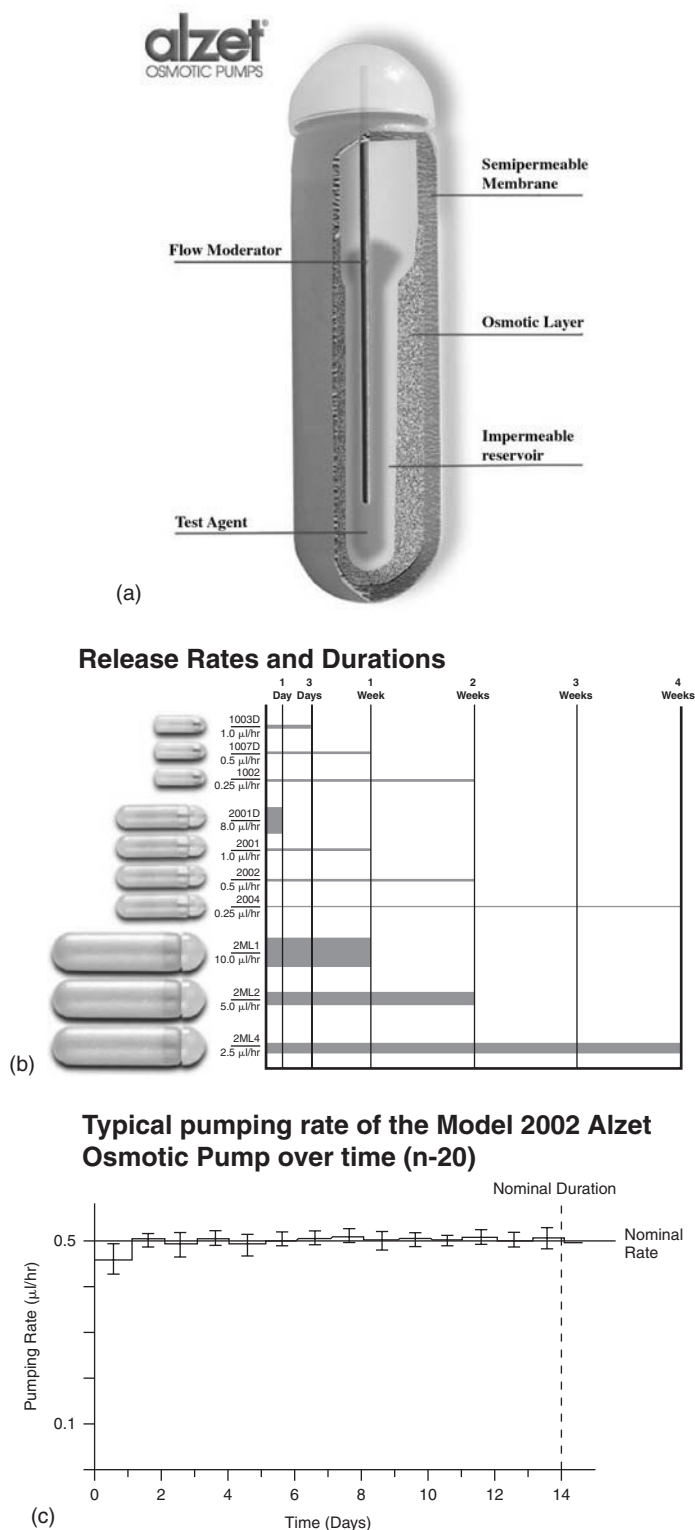 alzet®
OSMOTIC PUMPS
Semipermeable
Membrane
Flow Moderator
Osmotic Layer
Impermeable
reservoir
Test Agent
(a)
Release Rates and Durations
1 3 1 2 3 4
Day Days Week Weeks Weeks Weeks
1003D
1.0 µl/hr
1007D
0.5 µl/hr
1002
0.25 µl/hr
2001D
8.0 µl/hr
2001
1.0 µl/hr
2002
0.5 µl/hr
2004
0.25 µl/hr
2ML1
10.0 µl/hr
2ML2
5.0 µl/hr
2ML4
2.5 µl/hr
(b)
Typical pumping rate of the Model 2002 Alzet
Osmotic Pump over time (n-20)
Nominal Duration
0.5
Nominal
Rate
Pumping Rate (µl/hr)
0.1
0 2 4 6 8 10 12 14
Time (Days)
(c)